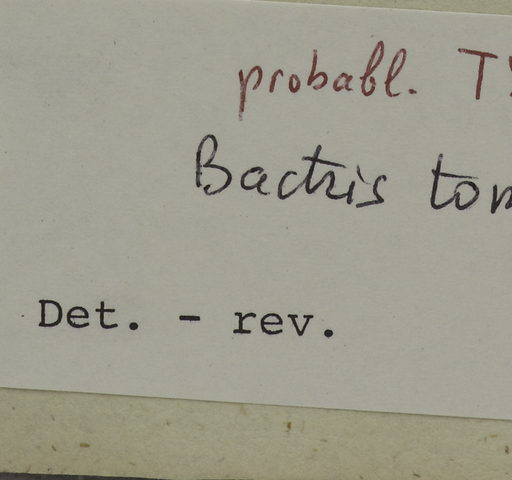 probabl.
Bactris
Det. - rev.